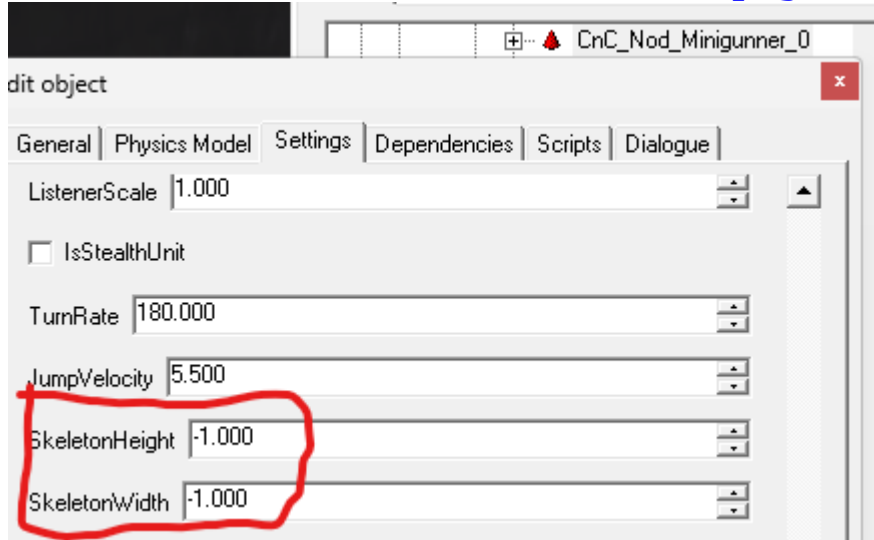 CnC_Nod_Minigunner_0
dit object
x
General Physics Model Settings Dependencies Scripts Dialogue
ListenerScale 1.000
IsStealthUnit
TurnRate 180.000
JumpVelocity 5.500
SkeletonHeight -1.000
SkeletonWidth -1.000